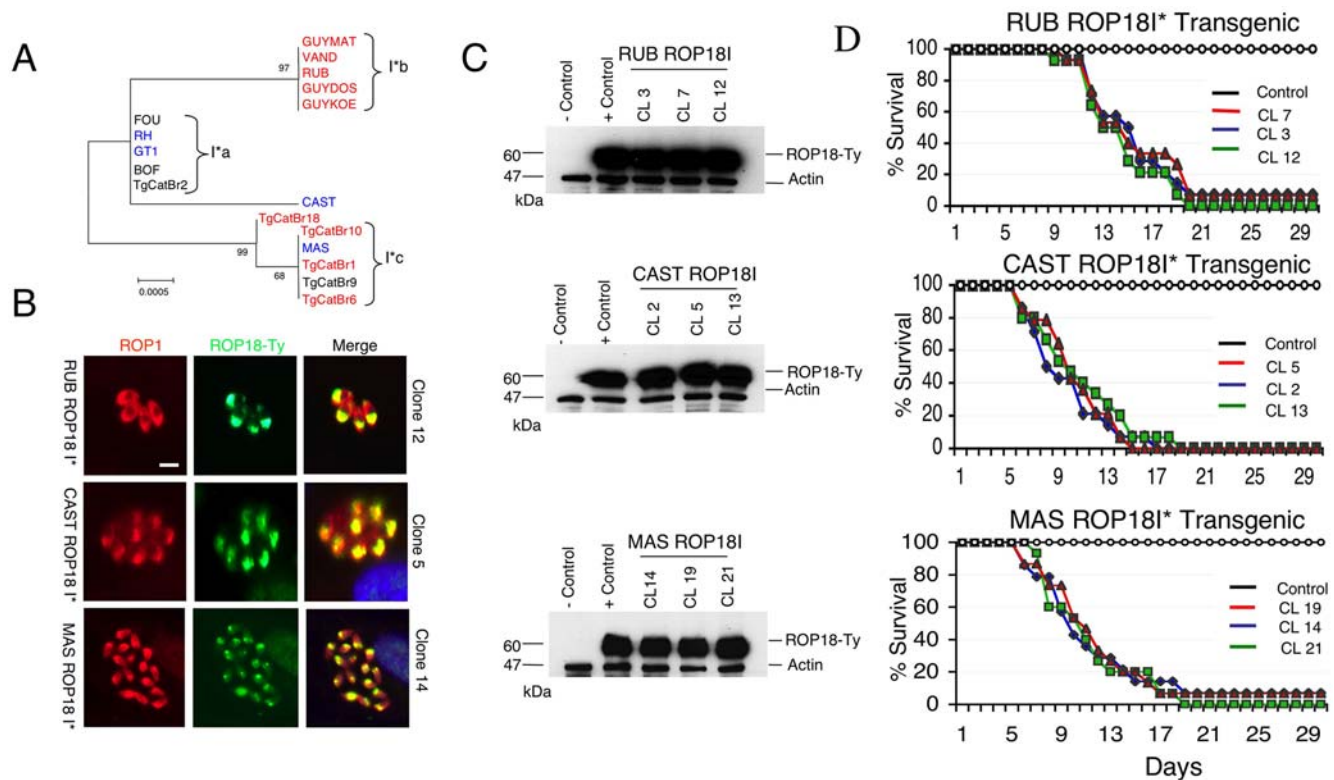 A
GUYMAT
VAND
RUB
GUYDOS
GUYKOE
97
I*b
FOU
RH
GT1
BOF
TgCatBr2
I*a
CAST
TgCatBr18
TgCatBr10
MAS
TgCatBr1
TgCatBr9
TgCatBr6
99
68
I*c
0.0005
B
ROP1 ROP18-Ty Merge
RUB ROP18 I*
Clone 12
CAST ROP18 I*
Clone 5
MAS ROP18 I*
Clone 14
C
RUB ROP18I
- Control + Control CL 3 CL 7 CL 12
60 ROP18-Ty
47 Actin
kDa
CAST ROP18I
- Control + Control CL 2 CL 5 CL 13
60 ROP18-Ty
47 Actin
kDa
MAS ROP18I
- Control + Control CL14 CL 19 CL 21
60 ROP18-Ty
47 Actin
kDa
D
RUB ROP18I* Transgenic
% Survival
100
80
60
40
20
0
Control
CL 7
CL 3
CL 12
1 5 9 13 17 21 25 29
CAST ROP18I* Transgenic
% Survival
100
80
60
40
20
0
Control
CL 5
CL 2
CL 13
1 5 9 13 17 21 25 29
MAS ROP18I* Transgenic
% Survival
100
80
60
40
20
0
Control
CL 19
CL 14
CL 21
1 5 9 13 17 21 25 29
Days